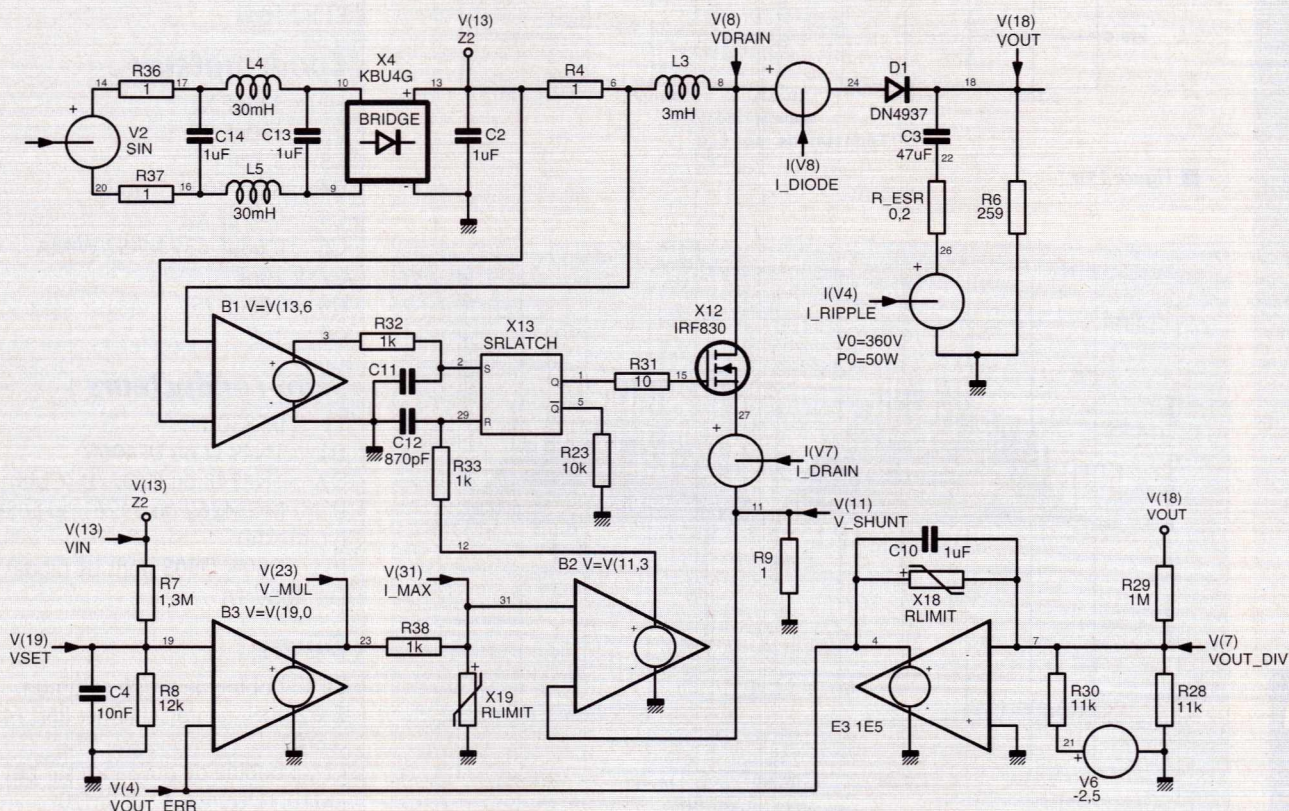 V(8)
VDRAIN
V(18)
VOUT
V(13)
Z2
R36
1
14
17
L4
30mH
X4
KBU4G
10
+
13
BRIDGE
-
9
V2
SIN
+
C14
1uF
C13
1uF
C2
1uF
R37
1
20
16
L5
30mH
R4
1
6
L3
3mH
8
+
24
D1
DN4937
18
I(V8)
I_DIODE
C3
47uF
22
R_ESR
0,2
R6
259
26
+
I(V4)
I_RIPPLE
V0=360V
P0=50W
B1 V=V(13,6
+
-
3
R32
1k
C11
C12
870pF
2
29
X13
SRLATCH
S
R
Q
Q
1
5
R31
10
15
X12
IRF830
27
+
I(V7)
I_DRAIN
R33
1k
R23
10k
V(13)
Z2
V(13)
VIN
R7
1,3M
V(19)
VSET
19
C4
10nF
R8
12k
V(4)
VOUT_ERR
V(23)
V_MUL
B3 V=V(19,0
+
-
23
R38
1k
V(31)
I_MAX
31
+
X19
RLIMIT
12
B2 V=V(11,3
+
-
11
V(11)
V_SHUNT
R9
1
C10
1uF
+
X18
RLIMIT
4
+
-
E3 1E5
-
+
7
V(18)
VOUT
R29
1M
V(7)
VOUT_DIV
R30
11k
R28
11k
21
+
V6
-2,5